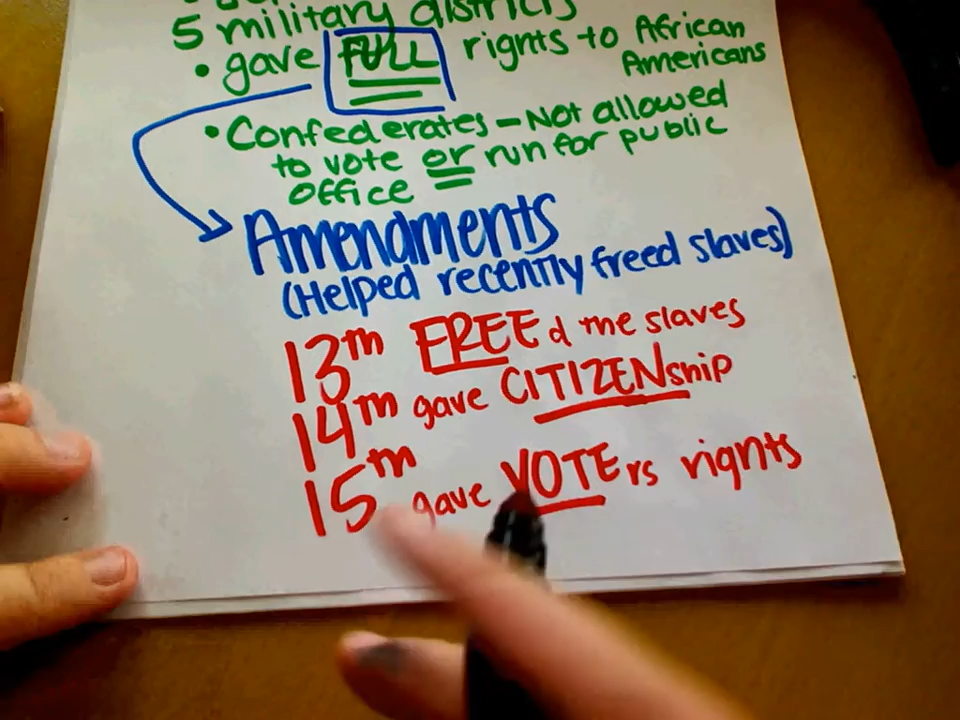 5 military districts
• gave FULL rights to African Americans
• Confederates – Not allowed
to vote or run for public
office
Amendments
(Helped recently freed slaves)
13th FREEd the slaves
14th gave CITIZENship
15th gave VOTErs rights